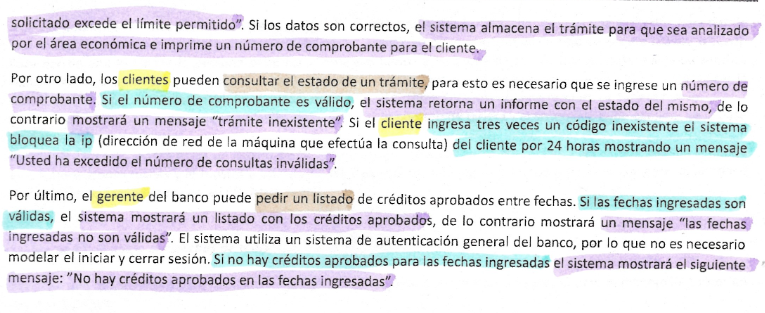 solicitado excede el límite permitido”. Si los datos son correctos, el sistema almacena el trámite para que sea analizado
por el área económica e imprime un número de comprobante para el cliente.
Por otro lado, los clientes pueden consultar el estado de un trámite, para esto es necesario que se ingrese un número de
comprobante. Si el número de comprobante es válido, el sistema retorna un informe con el estado del mismo, de lo
contrario mostrará un mensaje “trámite inexistente”. Si el cliente ingresa tres veces un código inexistente el sistema
bloquea la ip (dirección de red de la máquina que efectúa la consulta) del cliente por 24 horas mostrando un mensaje
“Usted ha excedido el número de consultas inválidas”.
Por último, el gerente del banco puede pedir un listado de créditos aprobados entre fechas. Si las fechas ingresadas son
válidas, el sistema mostrará un listado con los créditos aprobados, de lo contrario mostrará un mensaje “las fechas
ingresadas no son válidas”. El sistema utiliza un sistema de autenticación general del banco, por lo que no es necesario
modelar el iniciar y cerrar sesión. Si no hay créditos aprobados para las fechas ingresadas el sistema mostrará el siguiente
mensaje: ”No hay créditos aprobados en las fechas ingresadas”.